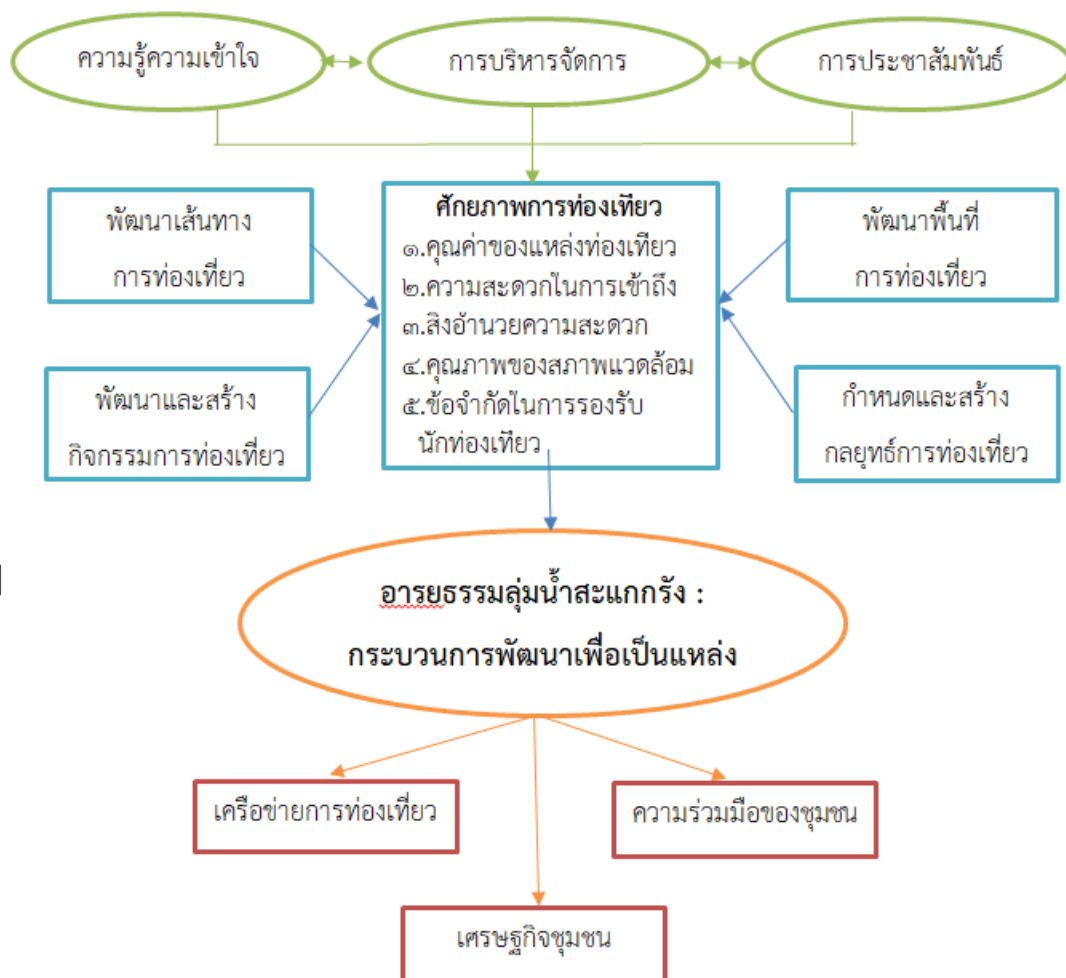 ความรู้ความเข้าใจ
การบริหารจัดการ
การประชาสัมพันธ์
พัฒนาเส้นทาง
การท่องเที่ยว
ศักยภาพการท่องเที่ยว
๑.คุณค่าของแหล่งท่องเที่ยว
๒.ความสะดวกในการเข้าถึง
๓.สิ่งอำนวยความสะดวก
๔.คุณภาพของสภาพแวดล้อม
๕.ข้อจำกัดในการรองรับ
นักท่องเที่ยว
พัฒนาพื้นที่
การท่องเที่ยว
พัฒนาและสร้าง
กิจกรรมการท่องเที่ยว
กำหนดและสร้าง
กลยุทธ์การท่องเที่ยว
อารยธรรมลุ่มน้ำสะแกกรัง :
กระบวนการพัฒนาเพื่อเป็นแหล่ง
เครือข่ายการท่องเที่ยว
ความร่วมมือของชุมชน
เศรษฐกิจชุมชน